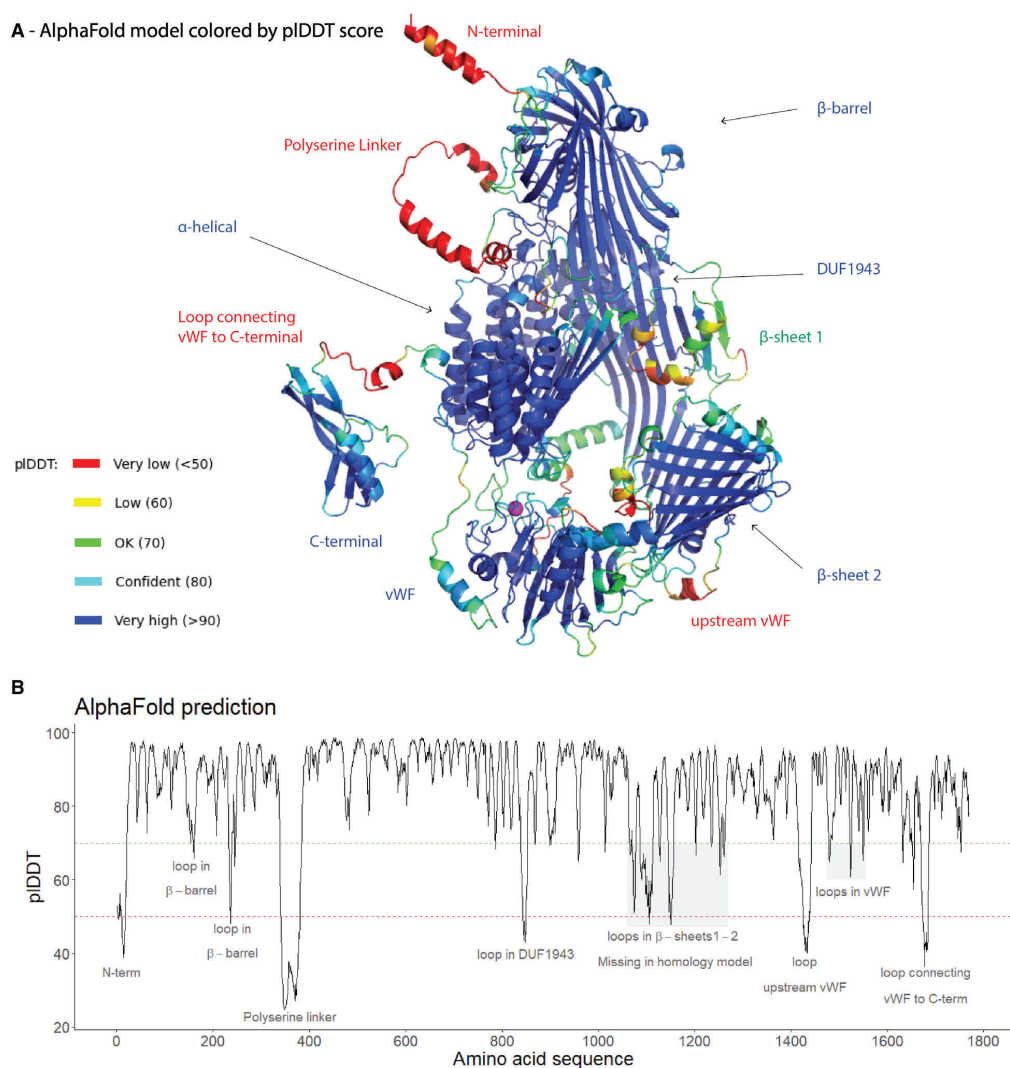 A - AlphaFold model colored by plDDT score
N-terminal
β-barrel
Polyserine Linker
α-helical
DUF1943
Loop connecting
vWF to C-terminal
β-sheet 1
plDDT:
Very low (<50)
Low (60)
OK (70)
Confident (80)
Very high (>90)
C-terminal
vWF
β-sheet 2
upstream vWF
B
AlphaFold prediction
100
80
60
40
20
plDDT
loop in
β−barrel
loop in
β−barrel
N-term
Polyserine linker
loop in DUF1943
loops in β−sheets1−2
Missing in homology model
loops in vWF
loop
upstream vWF
loop connecting
vWF to C-term
0
200
400
600
800
1000
1200
1400
1600
1800
Amino acid sequence